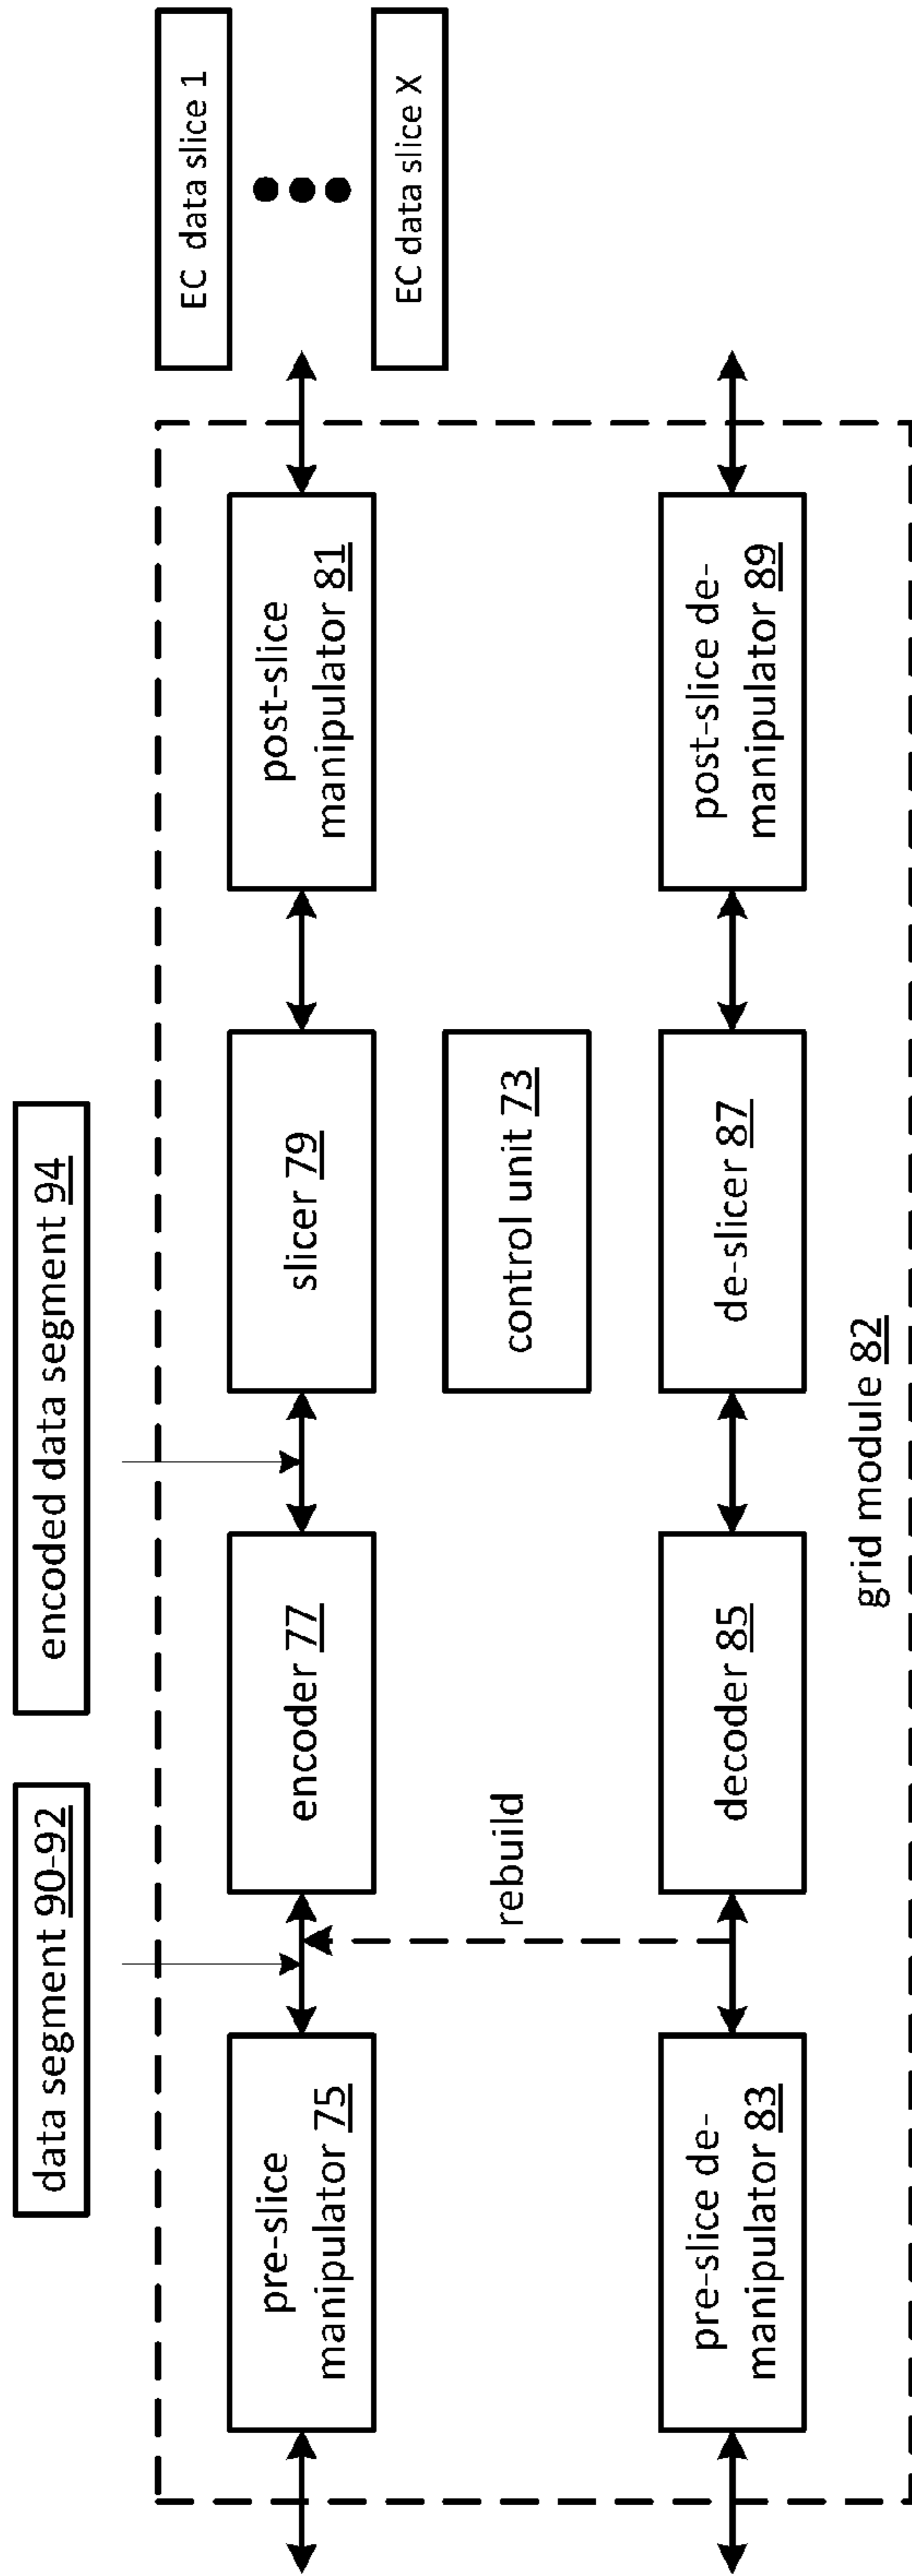 data segment 90-92
encoded data segment 94
EC data slice 1
EC data slice X
pre-slice
manipulator 75
encoder 77
slicer 79
post-slice
manipulator 81
rebuild
control unit 73
pre-slice de-
manipulator 83
decoder 85
de-slicer 87
post-slice de-
manipulator 89
grid module 82